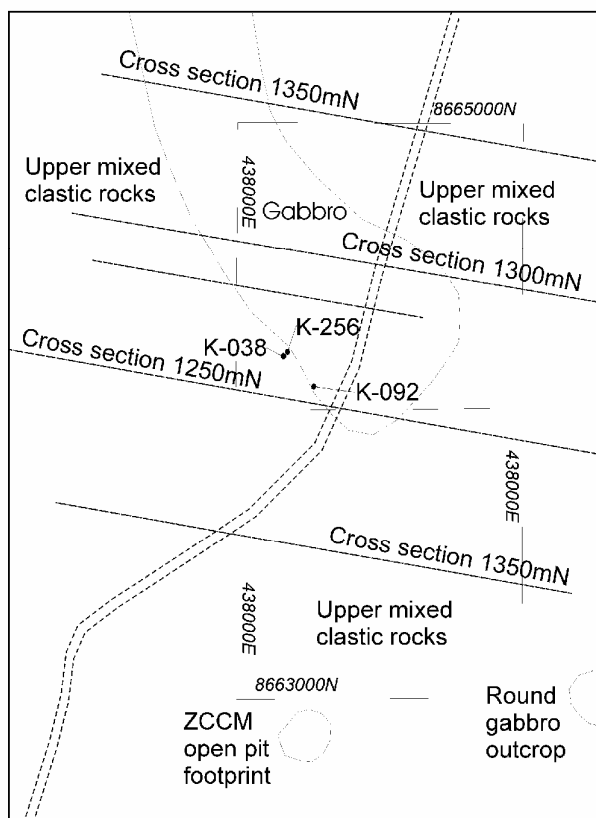 Cross section 1350mN
8665000N
Upper mixed
clastic rocks
438000E
Gabbro
Upper mixed
clastic rocks
Cross section 1300mN
K-256
K-038
Cross section 1250mN
K-092
438000E
Cross section 1350mN
438000E
Upper mixed
clastic rocks
8663000N
ZCCM
open pit
footprint
Round
gabbro
outcrop